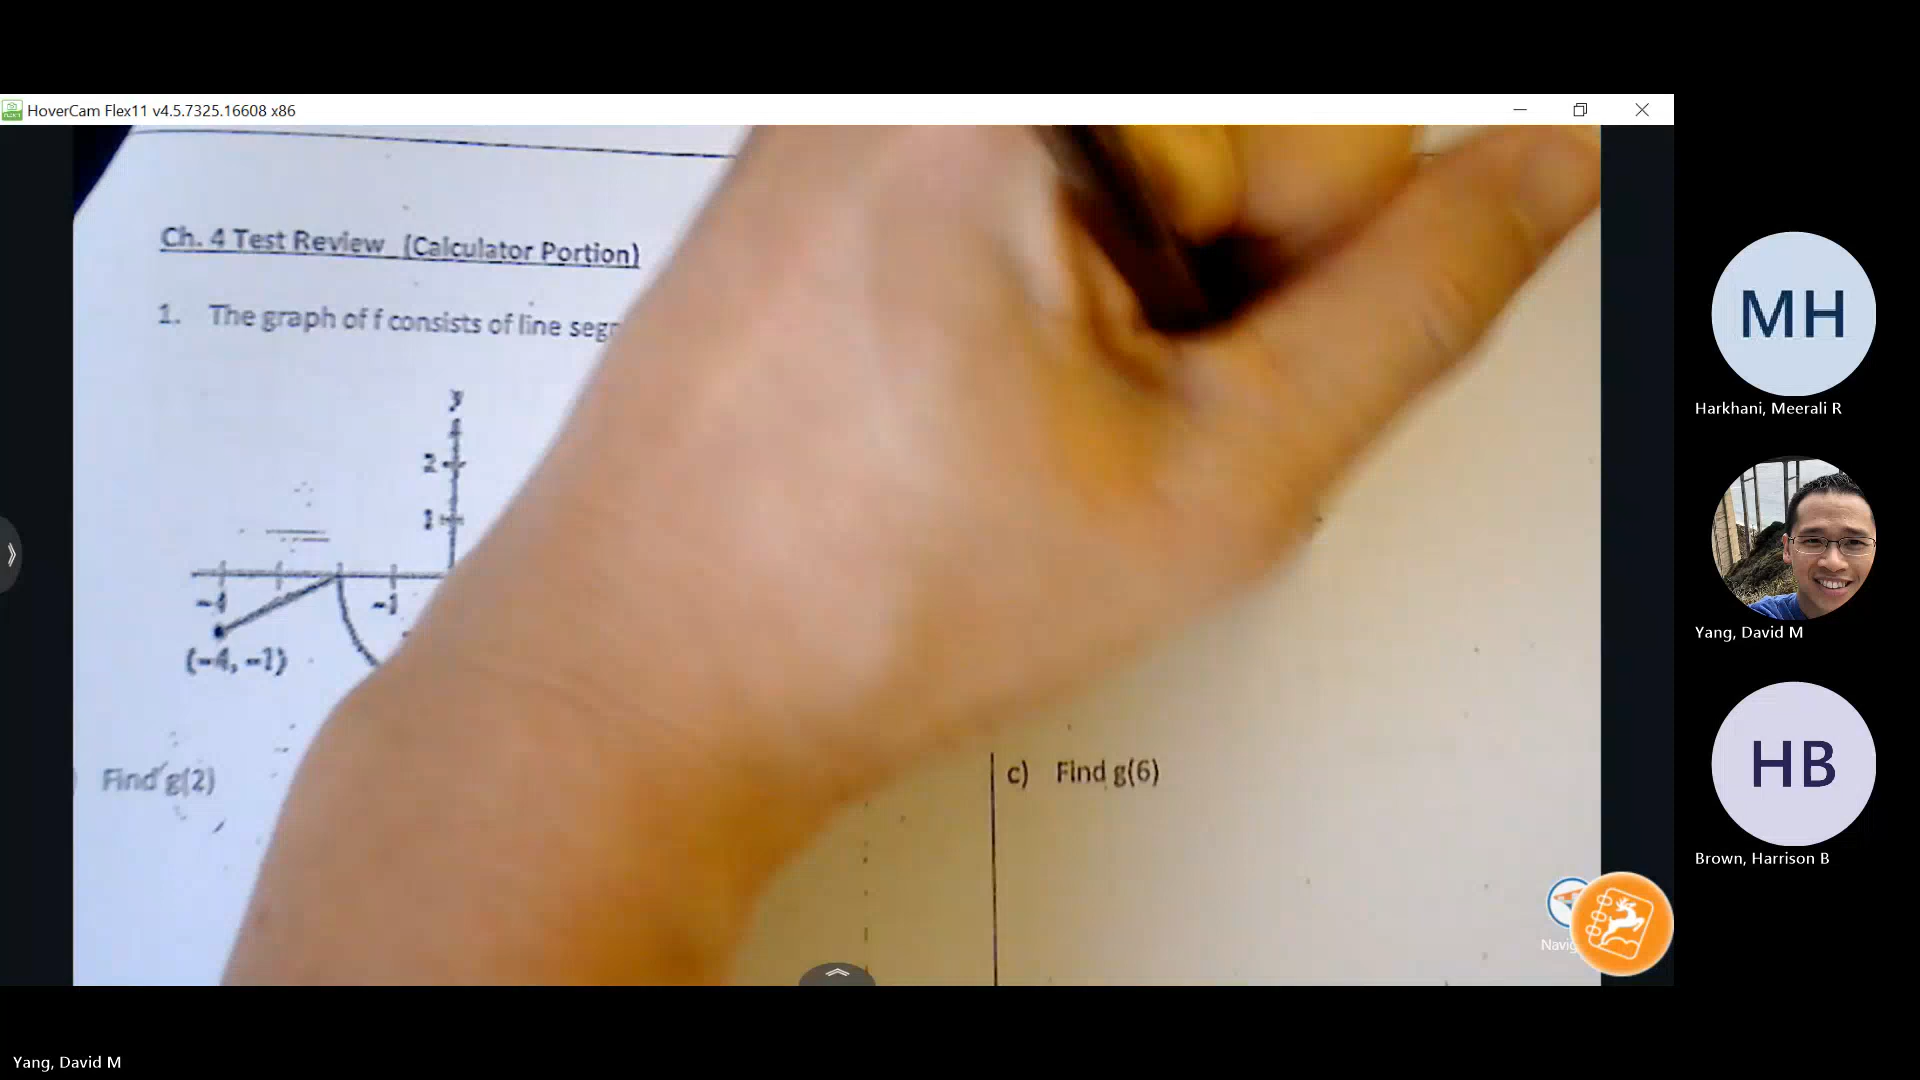 HoverCam Flex11 v4.5.7325.16608 x86
Ch. 4 Test Review (Calculator Portion)
1. The graph of f consists of line
y
2
1
-4
-1
(-4, -1)
Find g(2)
c) Find g(6)
MH
Harkhani, Meerali R
Yang, David M
HB
Brown, Harrison B
Yang, David M